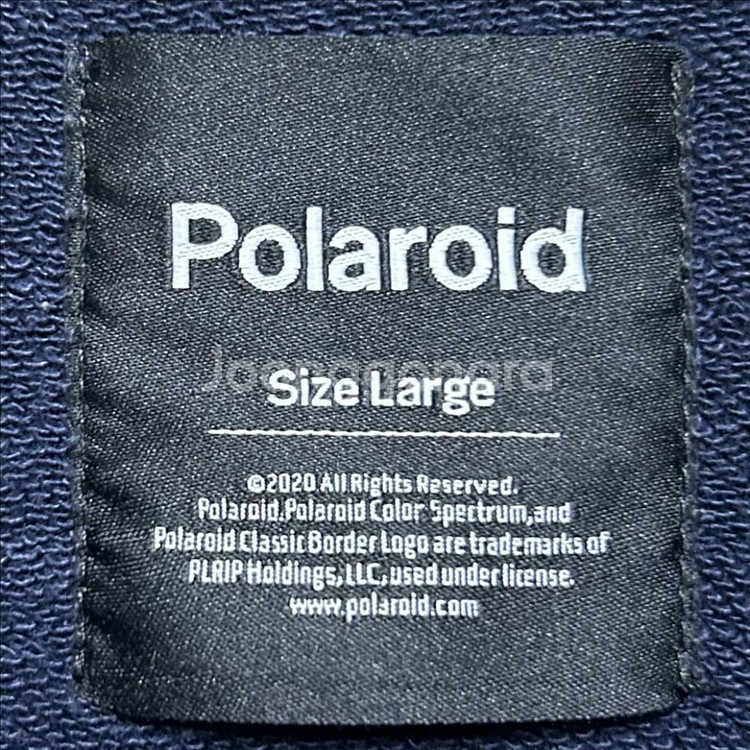 Polaroid
Joonggonara
Size Large
©2020 All Rights Reserved.
Polaroid,Polaroid Color Spectrum,and
Polaroid Classic Border Logo are trademarks of
PLRIP Holdings,LLC,used under license.
www.polaroid.com